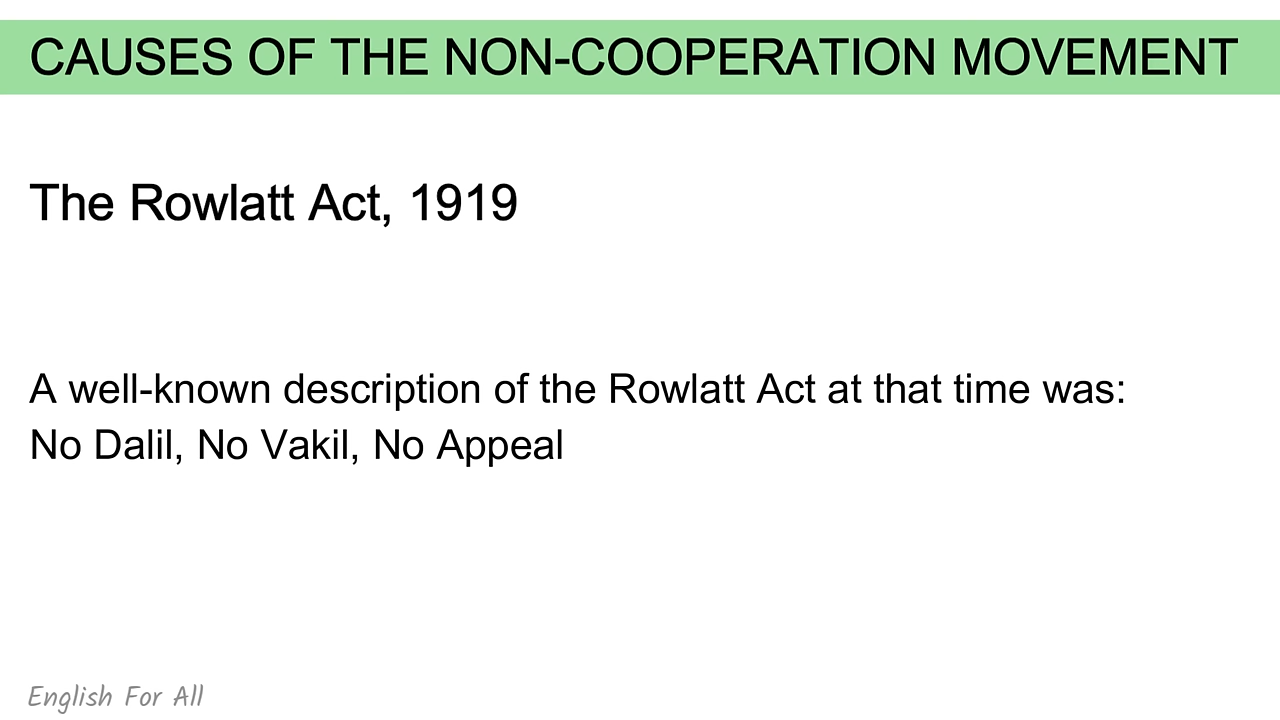 CAUSES OF THE NON-COOPERATION MOVEMENT
The Rowlatt Act, 1919
A well-known description of the Rowlatt Act at that time was:
No Dalil, No Vakil, No Appeal
English For All